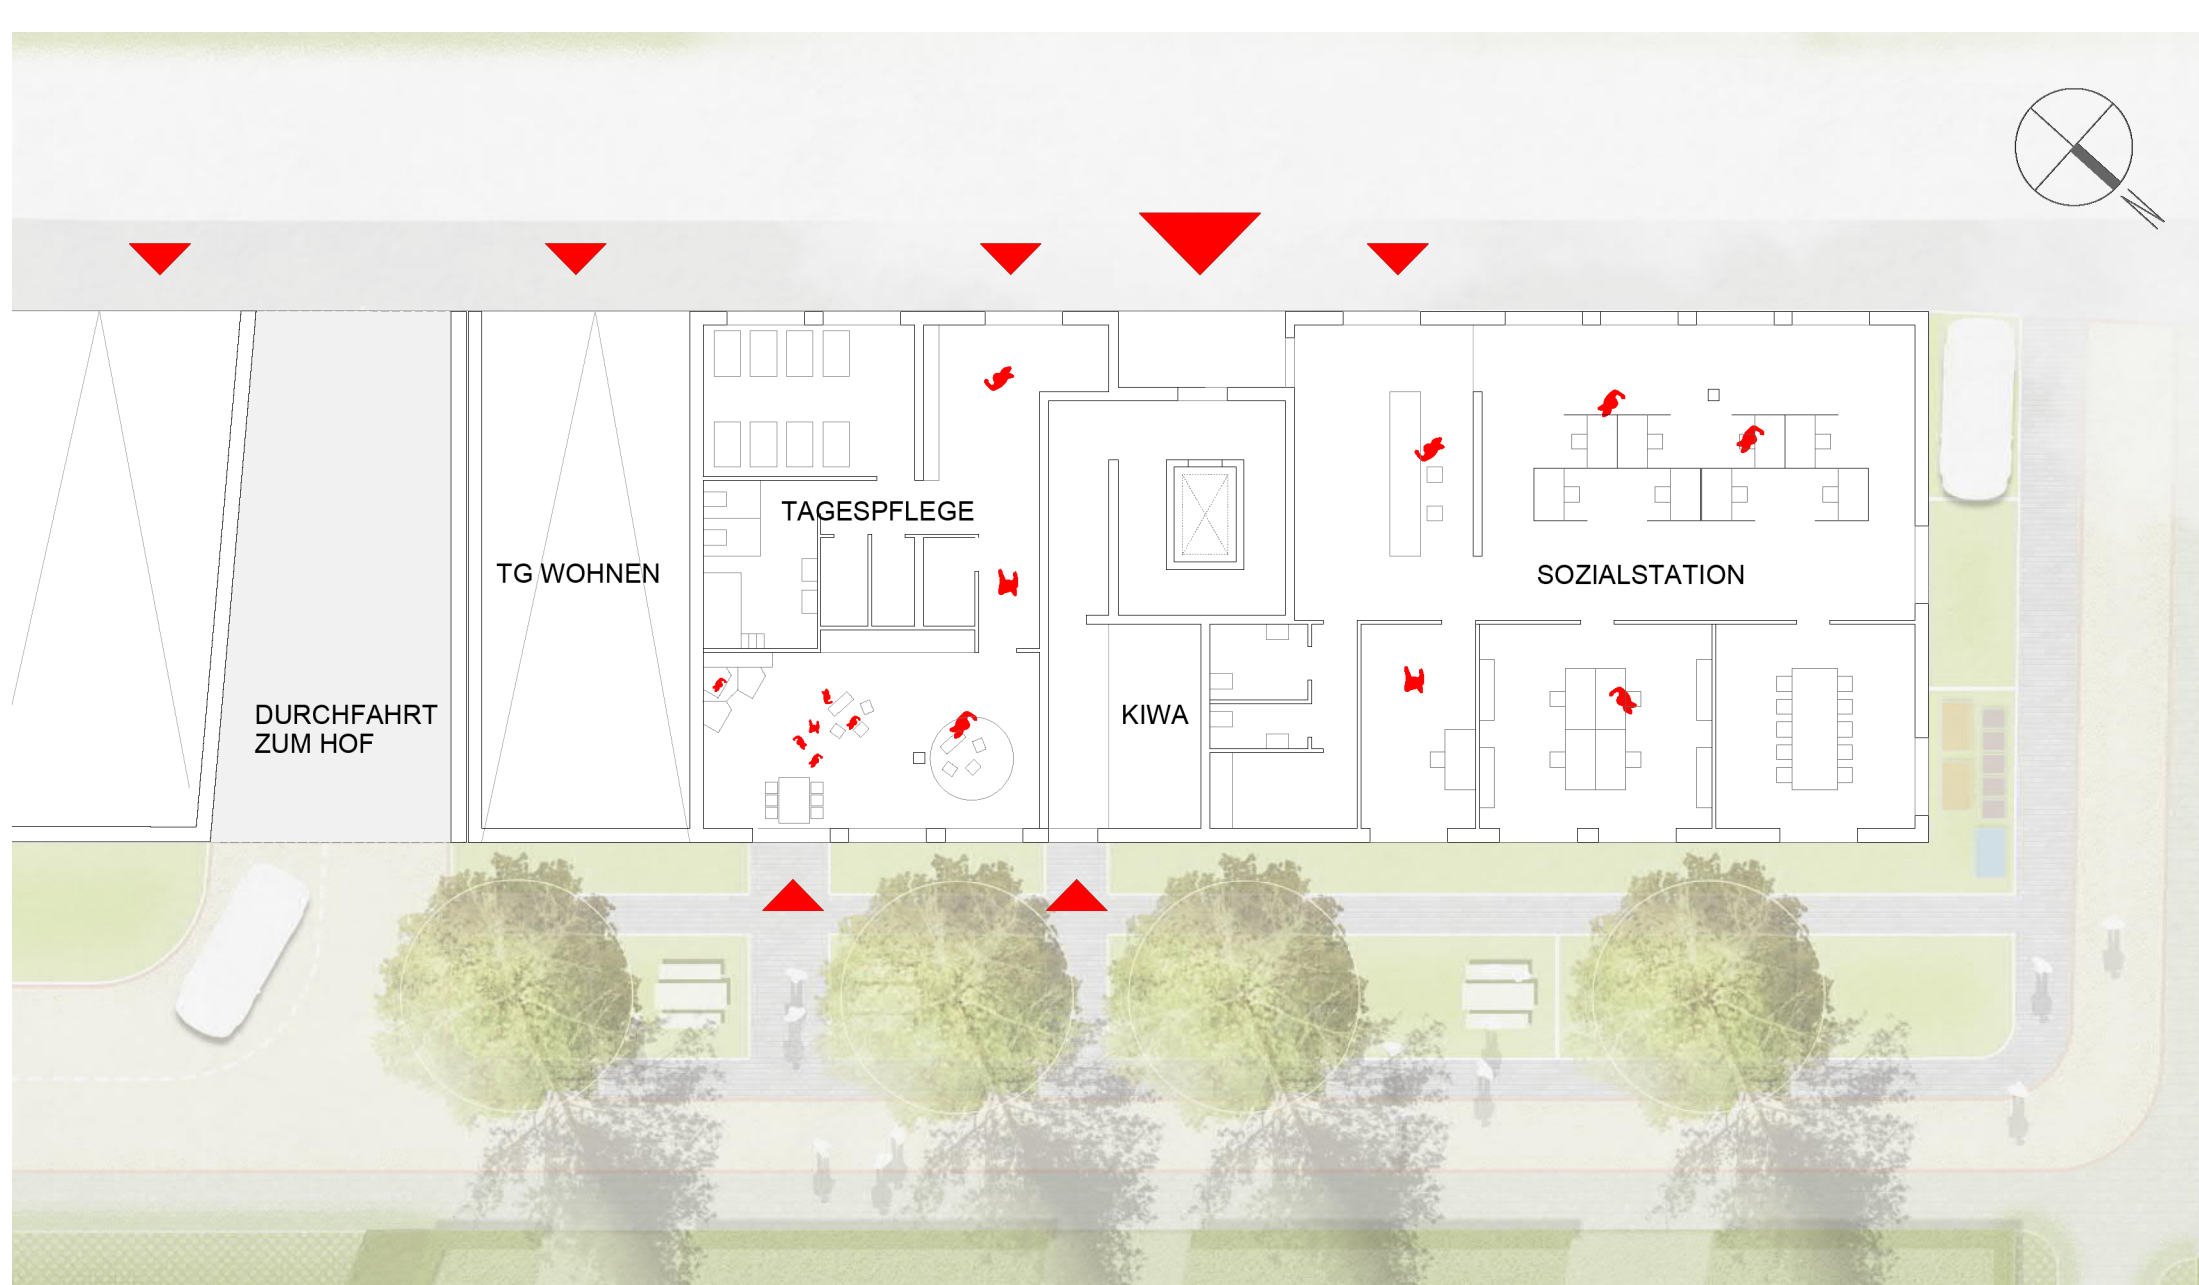 TAGESPFLEGE
TG WOHNEN
SOZIALSTATION
DURCHFAHRT
ZUM HOF
KIWA